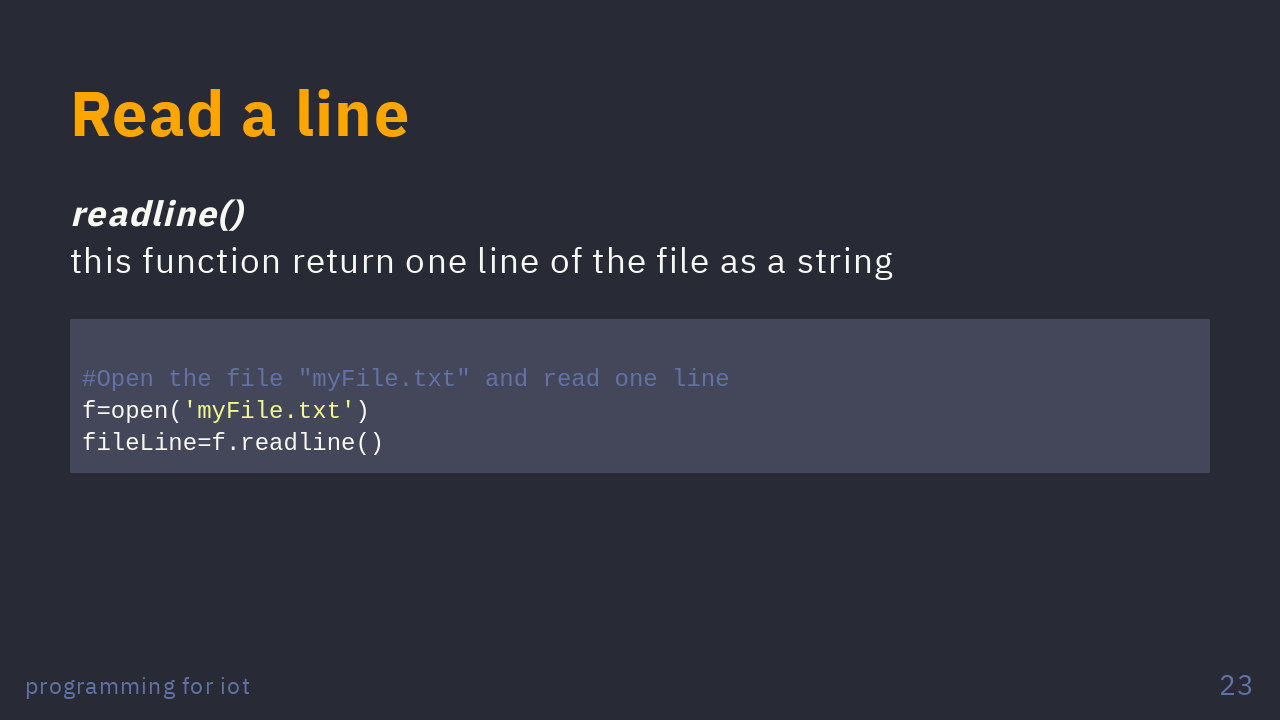 Read a line
readline()
this function return one line of the file as a string
#Open the file "myFile.txt" and read one line
f=open('myFile.txt')
fileLine=f.readline()
programming for iot
23